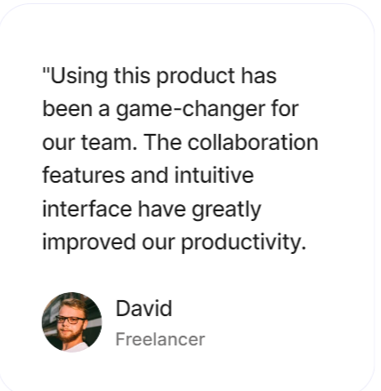 "Using this product has
been a game-changer for
our team. The collaboration
features and intuitive
interface have greatly
improved our productivity.
David
Freelancer